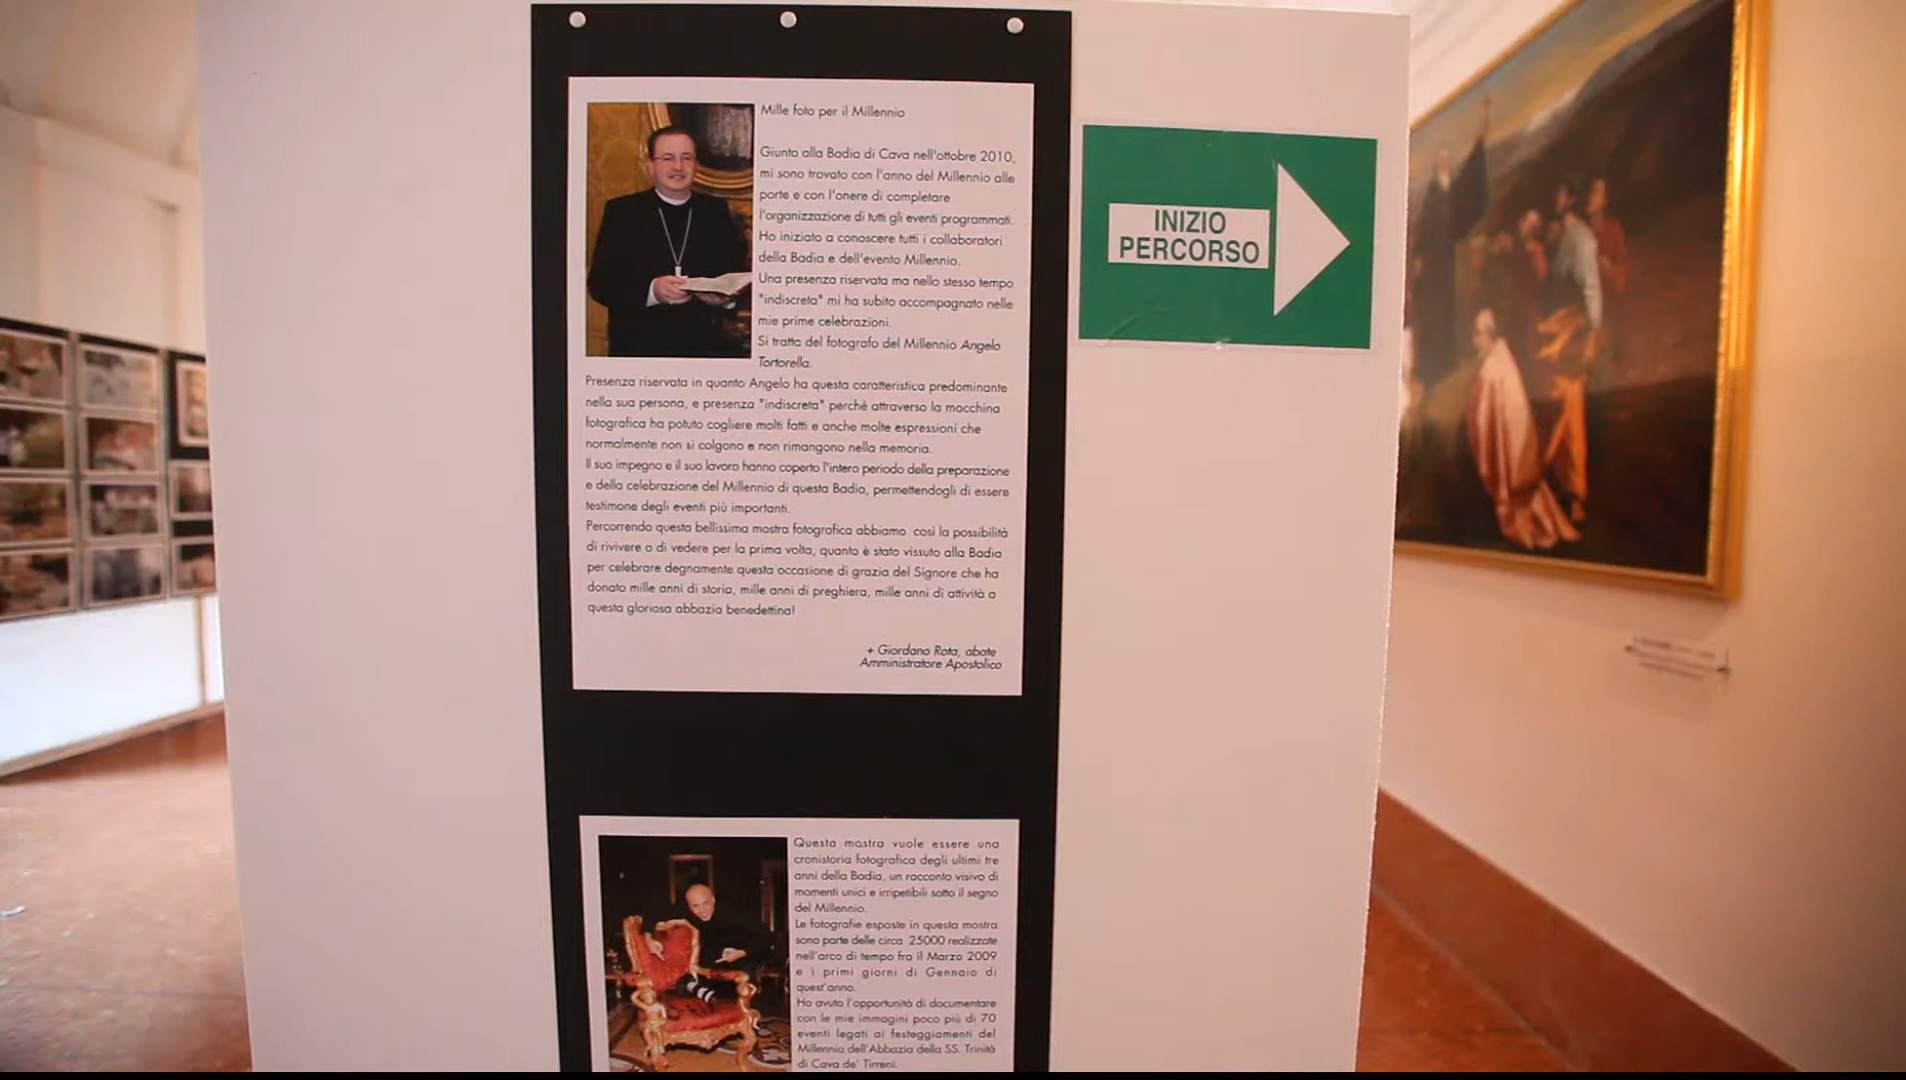 Mille foto per il Millennio
Giunto alla Badia di Cava nell'ottobre 2010,
mi sono trovato con l'anno del Millennio alle
porte e con l'onere di completare
l'organizzazione di tutti gli eventi programmati.
Ho iniziato a conoscere tutti i collaboratori
della Badia e dell'evento Millennio.
Una presenza riservata ma nello stesso tempo
"indiscreta" mi ha subito accompagnato nelle
mie prime celebrazioni.
Si tratta del fotografo del Millennio Angelo
Tortorella.
Presenza riservata in quanto Angelo ha questa caratteristica predominante
nella sua persona, e presenza "indiscreta" perché attraverso la macchina
fotografica ha potuto cogliere molti fatti e anche molte espressioni che
normalmente non si colgono e non rimangono nella memoria.
Il suo impegno e il suo lavoro hanno coperto l'intero periodo della preparazione
e della celebrazione del Millennio di questa Badia, permettendogli di essere
testimone degli eventi più importanti.
Percorrendo questa bellissima mostra fotografica abbiamo così la possibilità
di rivivere o di vedere per la prima volta, quanto è stato vissuto alla Badia
per celebrare degnamente questa occasione di grazia del Signore che ha
donato mille anni di storia, mille anni di preghiera, mille anni di attività a
questa gloriosa abbazia benedettina!
+ Giordano Rota, abate
Amministratore Apostolico
INIZIO
PERCORSO
Questa mostra vuole essere una
cronistoria fotografica degli ultimi tre
anni della Badia, un racconto visivo di
momenti unici e irripetibili sotto il segno
del Millennio.
Le fotografie esposte in questa mostra
sono parte delle circa 25000 realizzate
nell'arco di tempo fra il Marzo 2009
e i primi giorni di Gennaio di
quest'anno.
Ho avuto l'opportunità di documentare
con le mie immagini poco più di 70
eventi legati ai festeggiamenti del
Millennio dell'Abbazia della SS. Trinità
di Cava de' Tirreni.